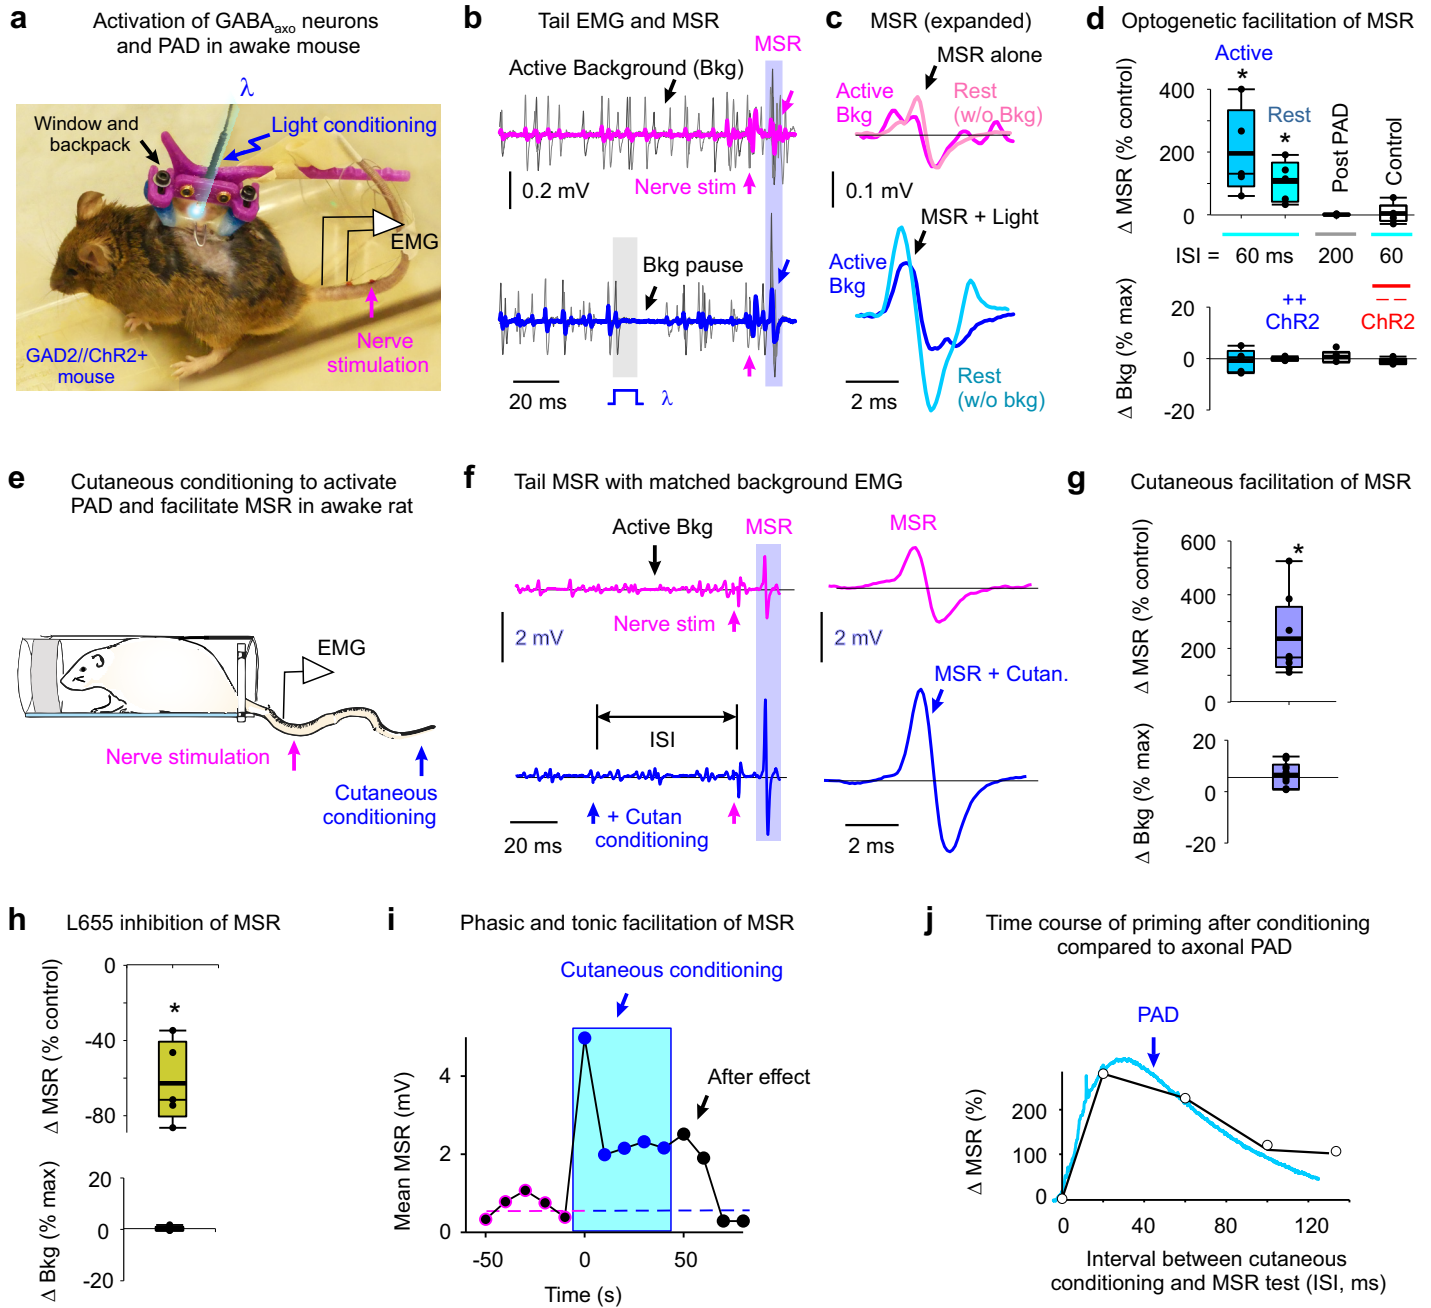 a
Activation of GABAaxo neurons
and PAD in awake mouse
λ
Window and
backpack
Light conditioning
EMG
Nerve
stimulation
GAD2//ChR2+
mouse
b
Tail EMG and MSR
MSR
Active Background (Bkg)
0.2 mV
Nerve stim
Bkg pause
20 ms
λ
c
MSR (expanded)
MSR alone
Active
Bkg
Rest
(w/o Bkg)
0.1 mV
MSR + Light
Active
Bkg
Rest
(w/o bkg)
2 ms
d
Optogenetic facilitation of MSR
Active
Rest
Post PAD
Control
*
*
Δ MSR (% control)
400
200
0
ISI =
60 ms
200
60
++
ChR2
— —
ChR2
Δ Bkg (% max)
20
0
-20
e
Cutaneous conditioning to activate
PAD and facilitate MSR in awake rat
EMG
Nerve stimulation
Cutaneous
conditioning
f
Tail MSR with matched background EMG
Active Bkg
MSR
MSR
Nerve stim
2 mV
2 mV
ISI
MSR + Cutan.
+ Cutan
conditioning
20 ms
2 ms
g
Cutaneous facilitation of MSR
Δ MSR (% control)
600
400
200
0
*
Δ Bkg (% max)
20
0
-20
h
L655 inhibition of MSR
Δ MSR (% control)
0
-40
-80
*
Δ Bkg (% max)
20
0
-20
i
Phasic and tonic facilitation of MSR
Cutaneous conditioning
After effect
Mean MSR (mV)
4
2
0
-50
0
50
Time (s)
j
Time course of priming after conditioning
compared to axonal PAD
PAD
Δ MSR (%)
200
100
0
0
40
80
120
Interval between cutaneous
conditioning and MSR test (ISI, ms)